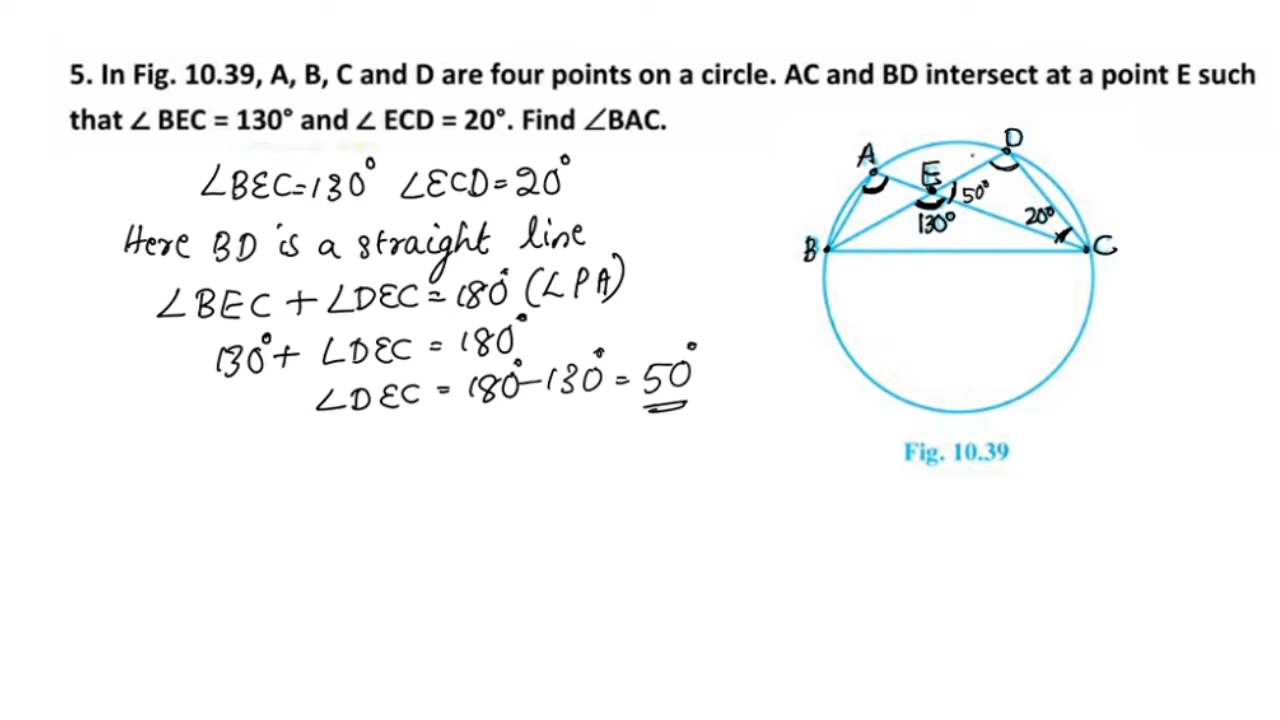 5. In Fig. 10.39, A, B, C and D are four points on a circle. AC and BD intersect at a point E such
that ∠ BEC = 130° and ∠ ECD = 20°. Find ∠BAC.
∠BEC=130° ∠ECD=20°
Here BD is a straight line
∠BEC + ∠DEC = 180° (LPA)
130° + ∠DEC = 180°
∠DEC = 180° - 130° = 50°
A
D
E
50°
130°
20°
B
C
Fig. 10.39